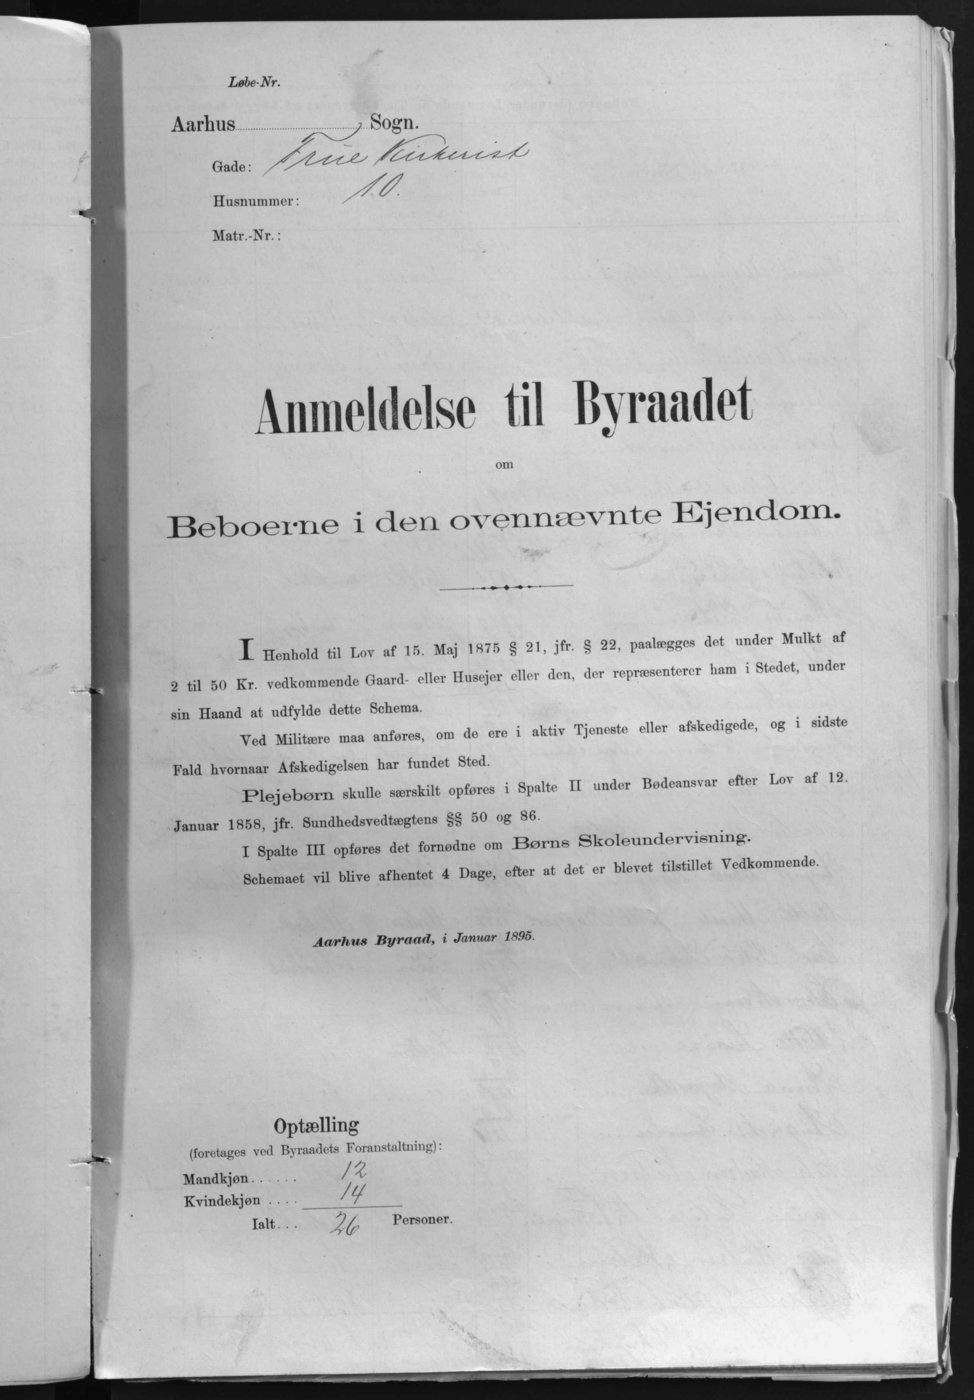 Løbe-Nr.
Aarhus Sogn.
Gade: Frue Kirkerist
Husnummer: 10.
Matr.-Nr.:
Anmeldelse til Byraadet
om
Beboerne i den ovennævnte Ejendom.
I Henhold til Lov af 15. Maj 1875 § 21, jfr. § 22, paalægges det under Mulkt af
2 til 50 Kr. vedkommende Gaard- eller Husejer eller den, der repræsenterer ham i Stedet, under
sin Haand at udfylde dette Schema.
Ved Militære maa anføres, om de ere i aktiv Tjeneste eller afskedigede, og i sidste
Fald hvornaar Afskedigelsen har fundet Sted.
Plejebørn skulle særskilt opføres i Spalte II under Bødeansvar efter Lov af 12.
Januar 1858, jfr. Sundhedsvedtægtens §§ 50 og 86.
I Spalte III opføres det fornødne om Børns Skoleundervisning.
Schemaet vil blive afhentet 4 Dage, efter at det er blevet tilstillet Vedkommende.
Aarhus Byraad, i Januar 1895.
Optælling
(foretages ved Byraadets Foranstaltning):
Mandkjøn...... 12
Kvindekjøn .... 14
Ialt... 26 Personer.